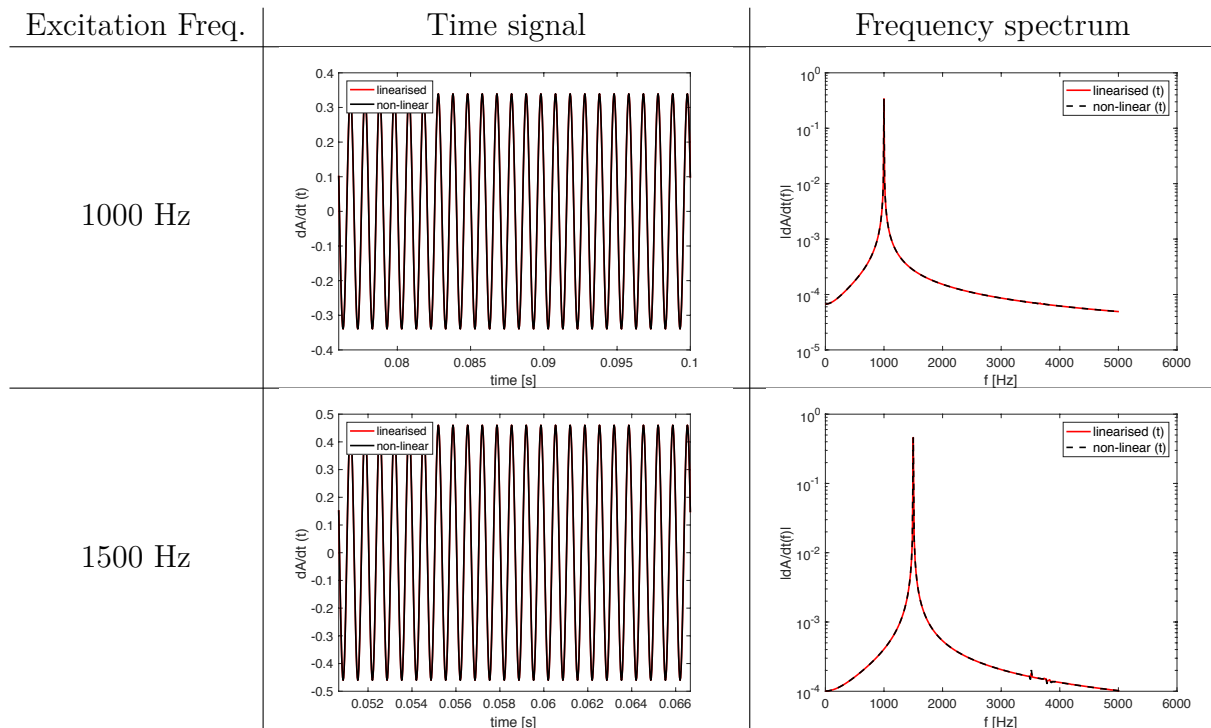 Excitation Freq. Time signal Frequency spectrum
1000 Hz
linearised
non-linear
0.4
0.3
0.2
0.1
0
-0.1
-0.2
-0.3
-0.4
dA/dt (t)
0.08 0.085 0.09 0.095 0.1
time [s]
linearised (t)
non-linear (t)
10^0
10^-1
10^-2
10^-3
10^-4
10^-5
|dA/dt(f)|
0 1000 2000 3000 4000 5000 6000
f [Hz]
1500 Hz
linearised
non-linear
0.5
0.4
0.3
0.2
0.1
0
-0.1
-0.2
-0.3
-0.4
-0.5
dA/dt (t)
0.052 0.054 0.056 0.058 0.06 0.062 0.064 0.066
time [s]
linearised (t)
non-linear (t)
10^0
10^-1
10^-2
10^-3
10^-4
|dA/dt(f)|
0 1000 2000 3000 4000 5000 6000
f [Hz]